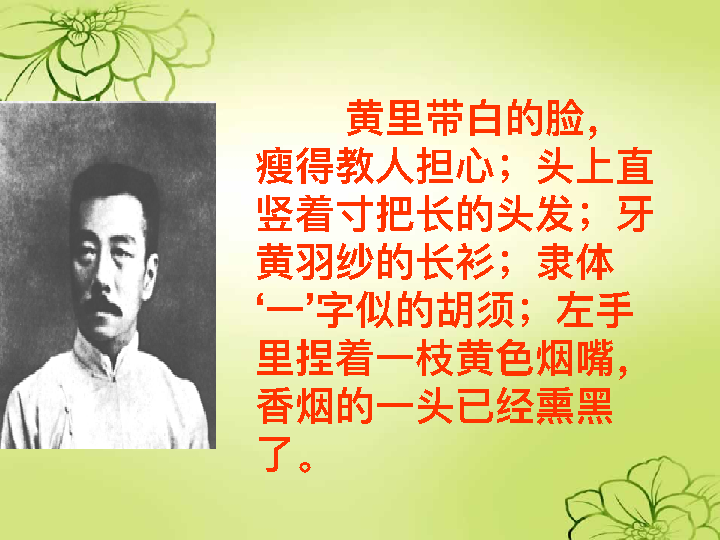 黄里带白的脸，
瘦得教人担心；头上直
竖着寸把长的头发；牙
黄羽纱的长衫；隶体
‘一’字似的胡须；左手
里捏着一枝黄色烟嘴，
香烟的一头已经熏黑
了。